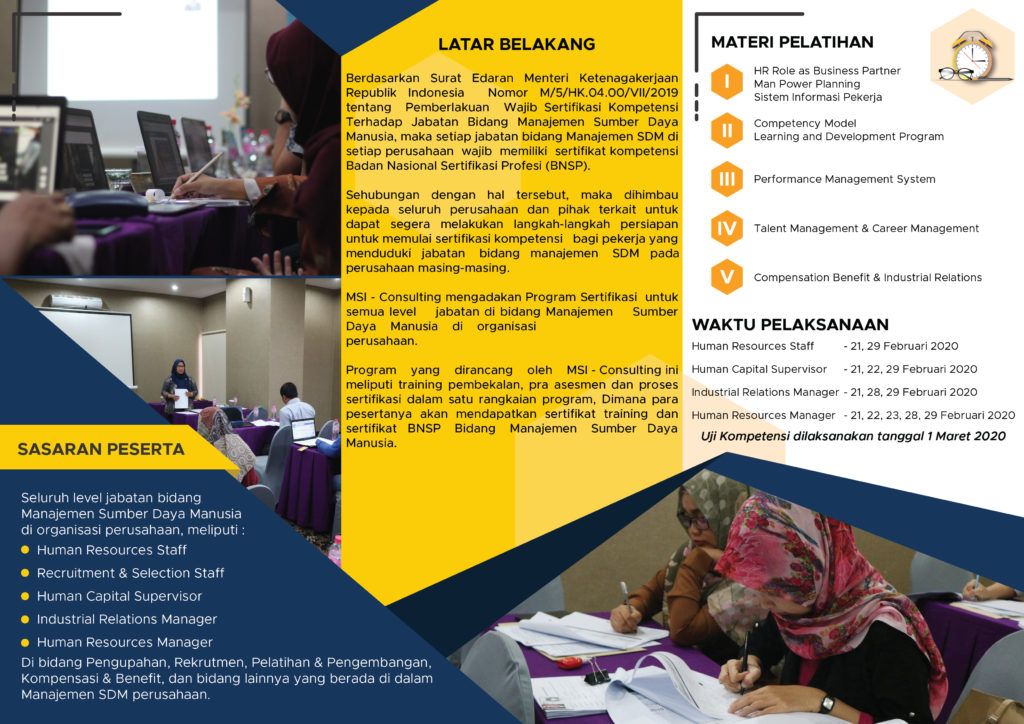 LATAR BELAKANG
Berdasarkan Surat Edaran Menteri Ketenagakerjaan
Republik Indonesia Nomor M/5/HK.04.00/VII/2019
tentang Pemberlakuan Wajib Sertifikasi Kompetensi
Terhadap Jabatan Bidang Manajemen Sumber Daya
Manusia, maka setiap jabatan bidang Manajemen SDM di
setiap perusahaan wajib memiliki sertifikat kompetensi
Badan Nasional Sertifikasi Profesi (BNSP).
Sehubungan dengan hal tersebut, maka dihimbau
kepada seluruh perusahaan dan pihak terkait untuk
dapat segera melakukan langkah-langkah persiapan
untuk memulai sertifikasi kompetensi bagi pekerja yang
menduduki jabatan bidang manajemen SDM pada
perusahaan masing-masing.
MSI - Consulting mengadakan Program Sertifikasi untuk
semua level jabatan di bidang Manajemen Sumber
Daya Manusia di organisasi
perusahaan.
Program yang dirancang oleh MSI - Consulting ini
meliputi training pembekalan, pra asesmen dan proses
sertifikasi dalam satu rangkaian program, Dimana para
pesertanya akan mendapatkan sertifikat training dan
sertifikat BNSP Bidang Manajemen Sumber Daya
Manusia.
MATERI PELATIHAN
I
HR Role as Business Partner
Man Power Planning
Sistem Informasi Pekerja
II
Competency Model
Learning and Development Program
III
Performance Management System
IV
Talent Management & Career Management
V
Compensation Benefit & Industrial Relations
WAKTU PELAKSANAAN
Human Resources Staff - 21, 29 Februari 2020
Human Capital Supervisor - 21, 22, 29 Februari 2020
Industrial Relations Manager - 21, 28, 29 Februari 2020
Human Resources Manager - 21, 22, 23, 28, 29 Februari 2020
Uji Kompetensi dilaksanakan tanggal 1 Maret 2020
SASARAN PESERTA
Seluruh level jabatan bidang
Manajemen Sumber Daya Manusia
di organisasi perusahaan, meliputi :
Human Resources Staff
Recruitment & Selection Staff
Human Capital Supervisor
Industrial Relations Manager
Human Resources Manager
Di bidang Pengupahan, Rekrutmen, Pelatihan & Pengembangan,
Kompensasi & Benefit, dan bidang lainnya yang berada di dalam
Manajemen SDM perusahaan.